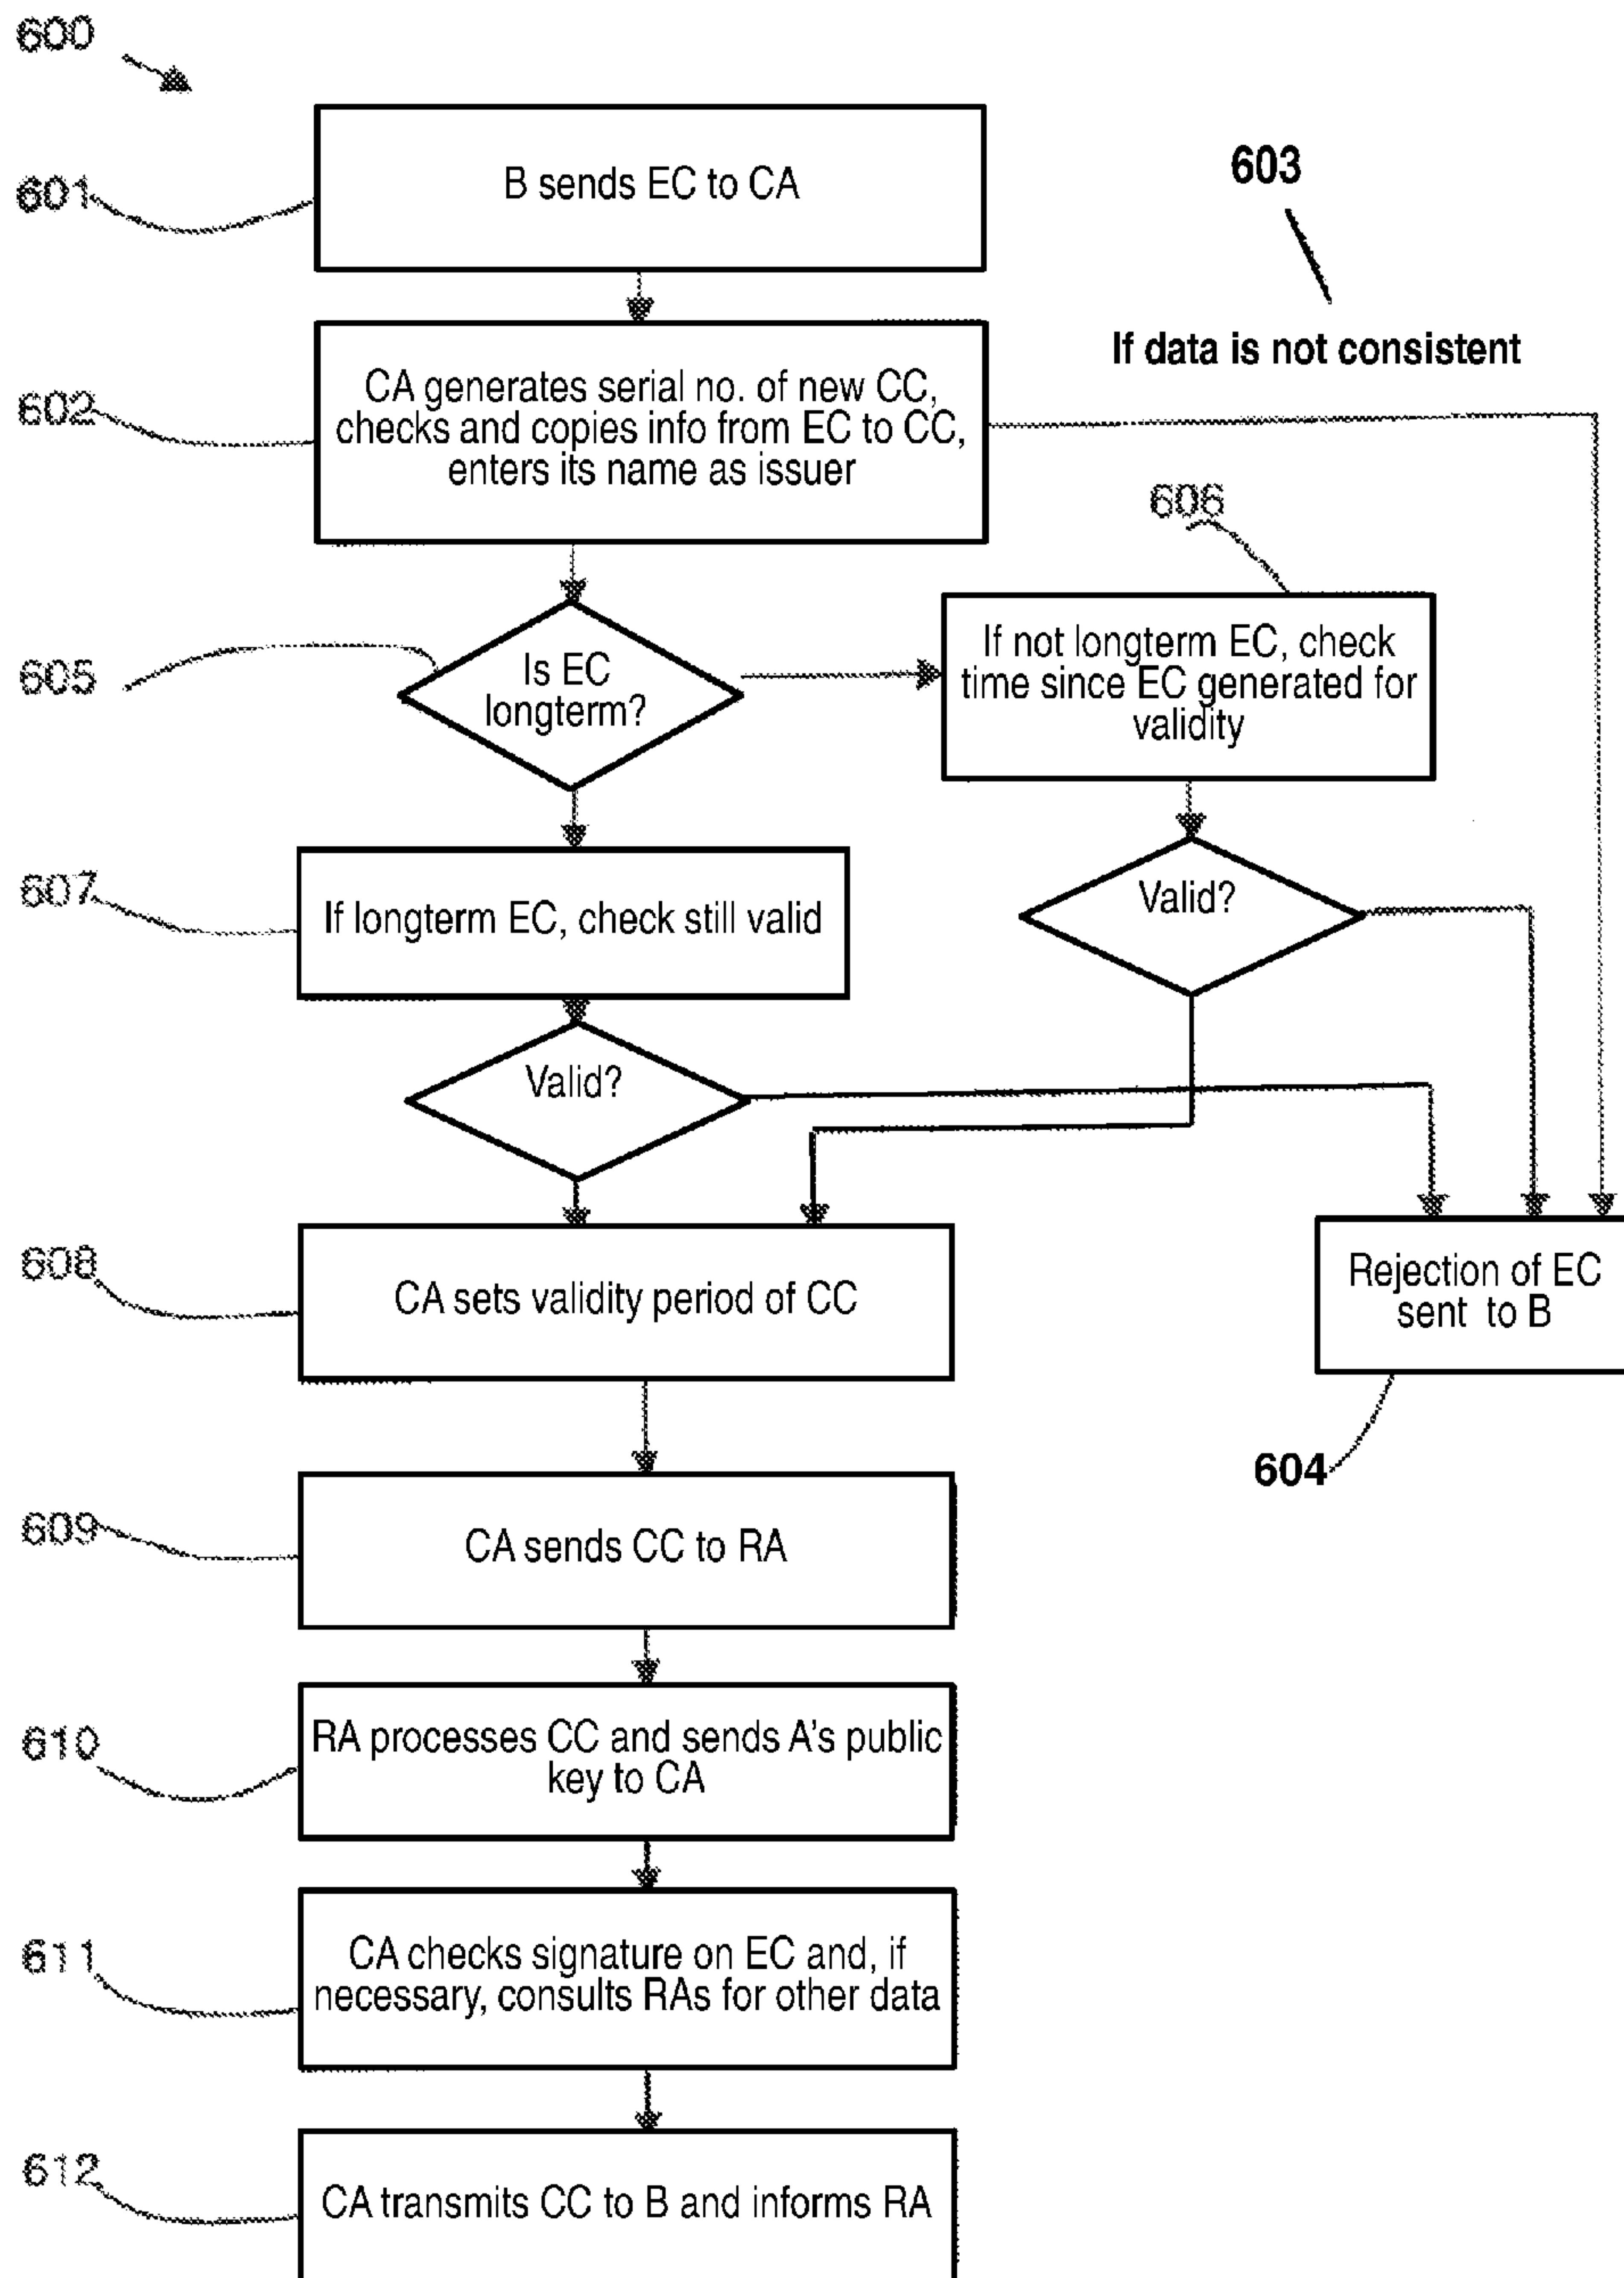 600
601
B sends EC to CA
603
If data is not consistent
602
CA generates serial no. of new CC,
checks and copies info from EC to CC,
enters its name as issuer
606
605
Is EC
longterm?
If not longterm EC, check
time since EC generated for
validity
607
If longterm EC, check still valid
Valid?
Valid?
608
CA sets validity period of CC
Rejection of EC
sent to B
604
609
CA sends CC to RA
610
RA processes CC and sends A's public
key to CA
611
CA checks signature on EC and, if
necessary, consults RAs for other data
612
CA transmits CC to B and informs RA